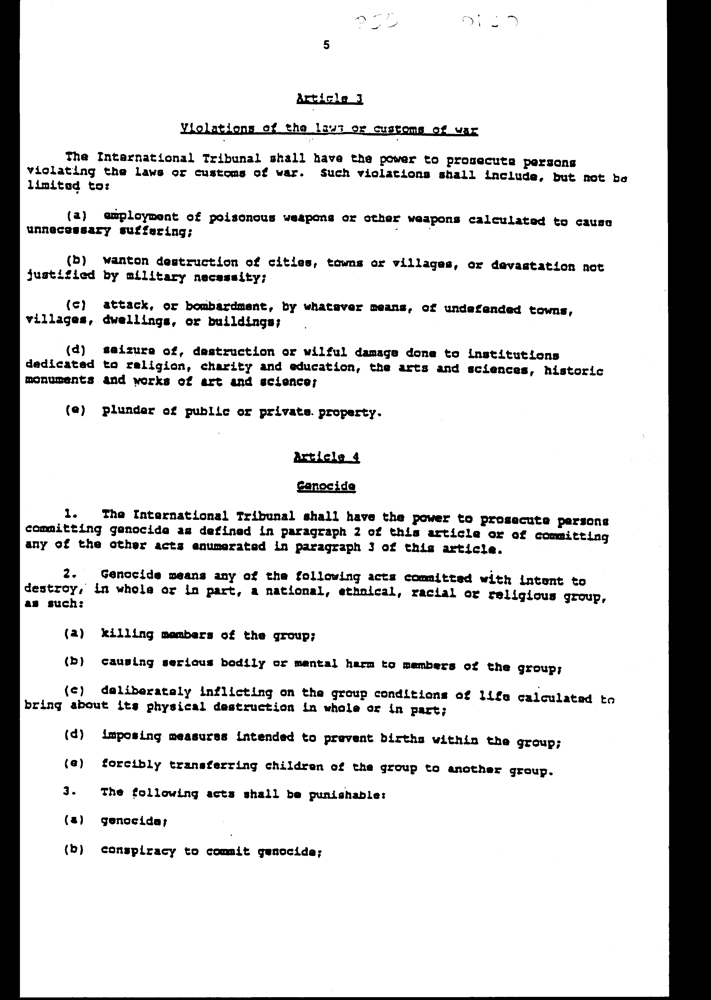 5
Article 3
Violations of the laws or customs of war
The International Tribunal shall have the power to prosecute persons
violating the laws or customs of war. Such violations shall include, but not be
limited to:
(a) employment of poisonous weapons or other weapons calculated to cause
unnecessary suffering;
(b) wanton destruction of cities, towns or villages, or devastation not
justified by military necessity;
(c) attack, or bombardment, by whatever means, of undefended towns,
villages, dwellings, or buildings;
(d) seizure of, destruction or wilful damage done to institutions
dedicated to religion, charity and education, the arts and sciences, historic
monuments and works of art and science;
(e) plunder of public or private property.
Article 4
Genocide
1. The International Tribunal shall have the power to prosecute persons
committing genocide as defined in paragraph 2 of this article or of committing
any of the other acts enumerated in paragraph 3 of this article.
2. Genocide means any of the following acts committed with intent to
destroy, in whole or in part, a national, ethnical, racial or religious group,
as such:
(a) killing members of the group;
(b) causing serious bodily or mental harm to members of the group;
(c) deliberately inflicting on the group conditions of life calculated to
bring about its physical destruction in whole or in part;
(d) imposing measures intended to prevent births within the group;
(e) forcibly transferring children of the group to another group.
3. The following acts shall be punishable:
(a) genocide;
(b) conspiracy to commit genocide;